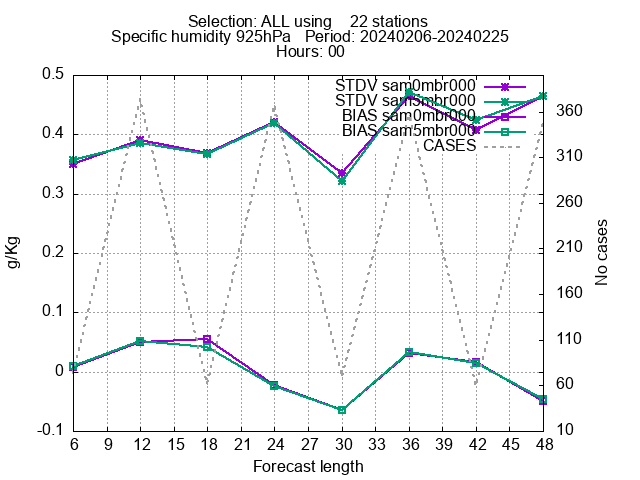 Selection: ALL using    22 stations
Specific humidity 925hPa   Period: 20240206-20240225
Hours: 00
STDV sam0mbr000
STDV sam5mbr000
BIAS sam0mbr000
BIAS sam5mbr000
CASES
0.5
0.4
0.3
0.2
0.1
0
-0.1
g/Kg
360
310
260
210
160
110
60
10
No cases
6 9 12 15 18 21 24 27 30 33 36 39 42 45 48
Forecast length